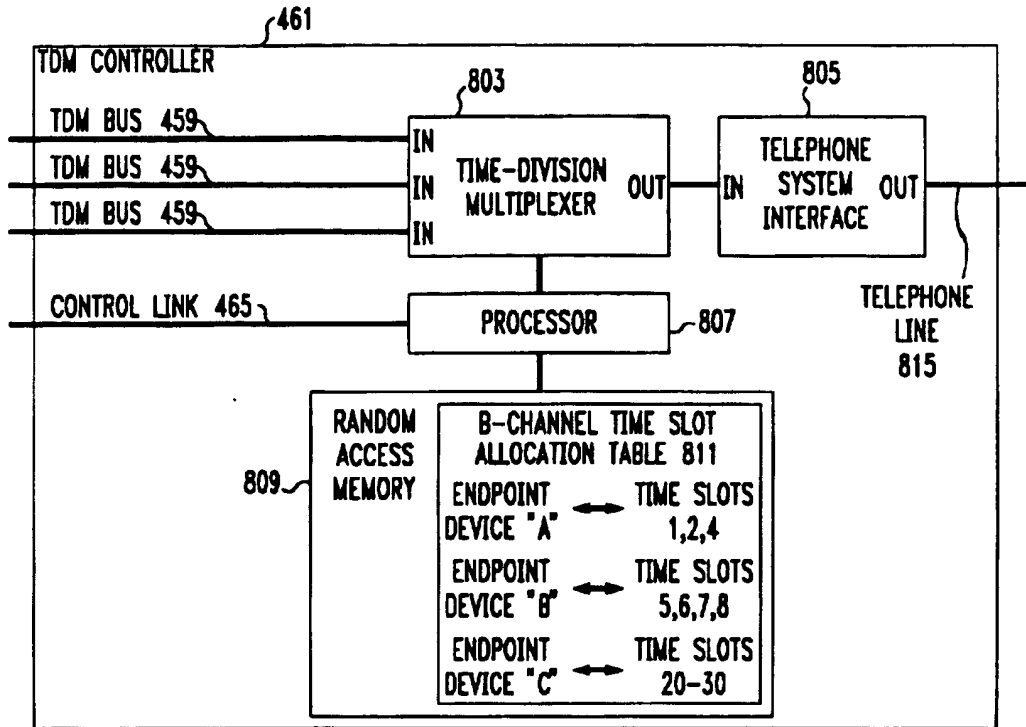 461
TDM CONTROLLER
803
805
TDM BUS 459
TDM BUS 459
TDM BUS 459
IN
IN
IN
TIME-DIVISION
MULTIPLEXER
OUT
IN
TELEPHONE
SYSTEM
INTERFACE
OUT
CONTROL LINK 465
PROCESSOR
807
TELEPHONE
LINE
815
809
RANDOM
ACCESS
MEMORY
B-CHANNEL TIME SLOT
ALLOCATION TABLE 811
ENDPOINT
DEVICE "A"
TIME SLOTS
1,2,4
ENDPOINT
DEVICE "B"
TIME SLOTS
5,6,7,8
ENDPOINT
DEVICE "C"
TIME SLOTS
20-30